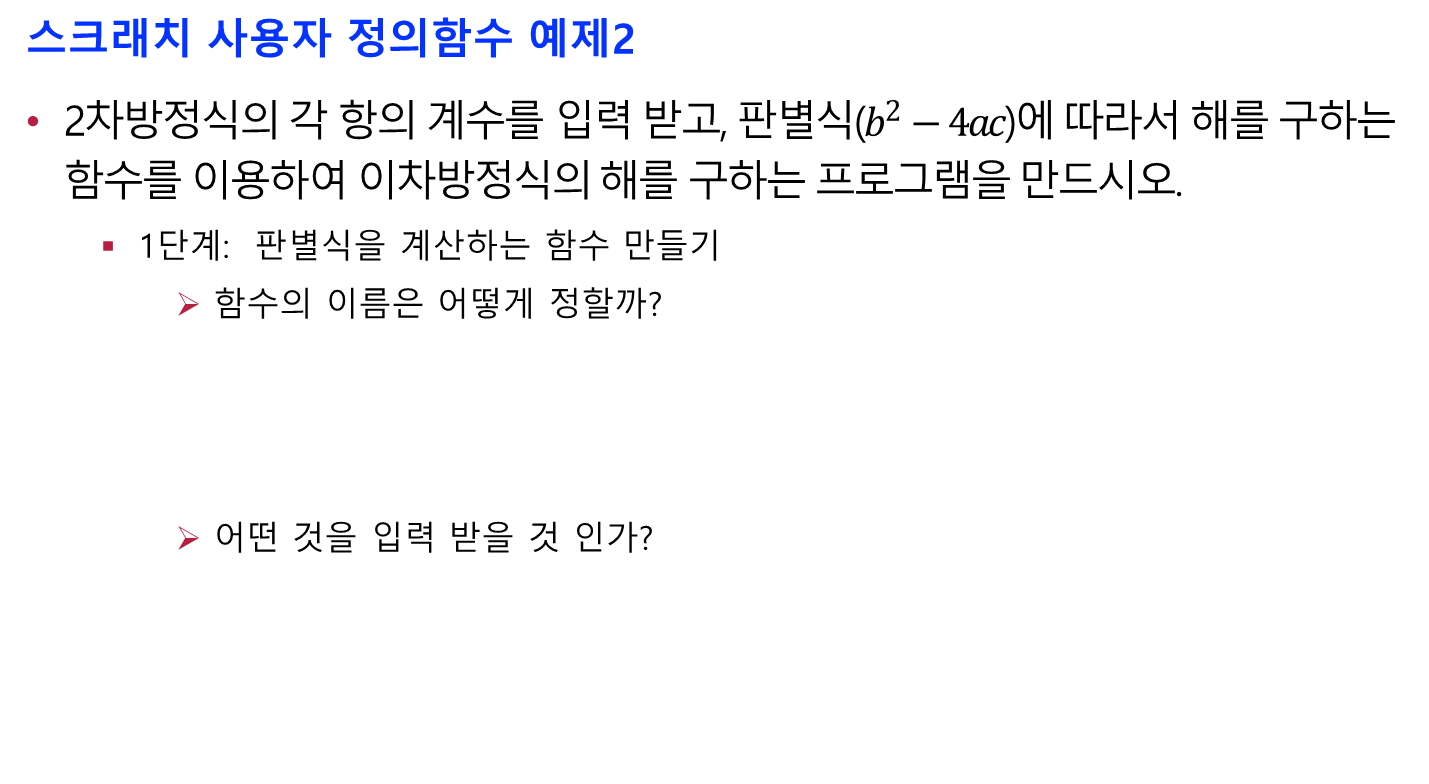 스크래치 사용자 정의함수 예제2
• 2차방정식의 각 항의 계수를 입력 받고, 판별식(b² − 4ac)에 따라서 해를 구하는
함수를 이용하여 이차방정식의 해를 구하는 프로그램을 만드시오.
▪ 1단계: 판별식을 계산하는 함수 만들기
➢ 함수의 이름은 어떻게 정할까?
➢ 어떤 것을 입력 받을 것 인가?